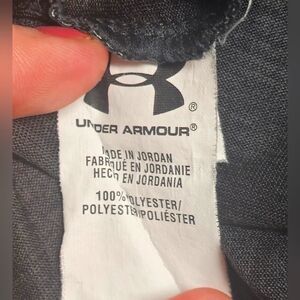 UNDER ARMOUR®
MADE IN JORDAN
FABRIQUÉ EN JORDANIE
HECHO EN JORDANIA
100% POLYESTER/
POLYESTER/POLIÉSTER